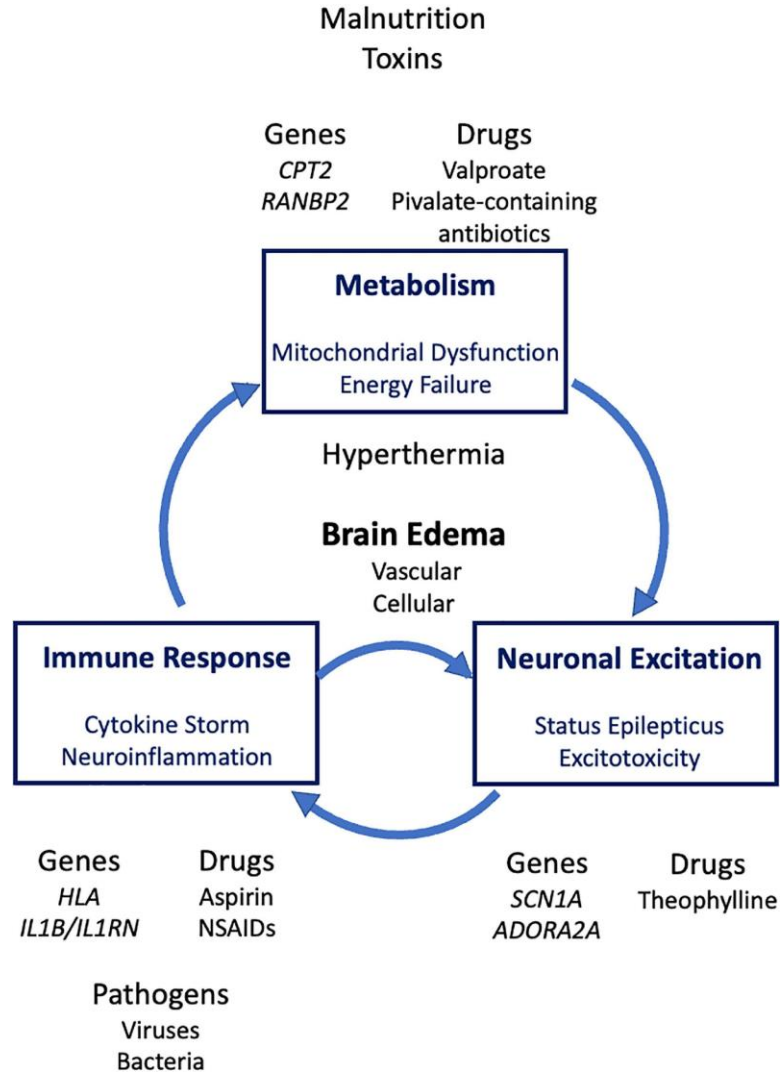 Malnutrition
Toxins
Genes
CPT2
RANBP2
Drugs
Valproate
Pivalate-containing
antibiotics
Metabolism
Mitochondrial Dysfunction
Energy Failure
Hyperthermia
Brain Edema
Vascular
Cellular
Immune Response
Cytokine Storm
Neuroinflammation
Neuronal Excitation
Status Epilepticus
Excitotoxicity
Genes
HLA
IL1B/IL1RN
Drugs
Aspirin
NSAIDs
Pathogens
Viruses
Bacteria
Genes
SCN1A
ADORA2A
Drugs
Theophylline